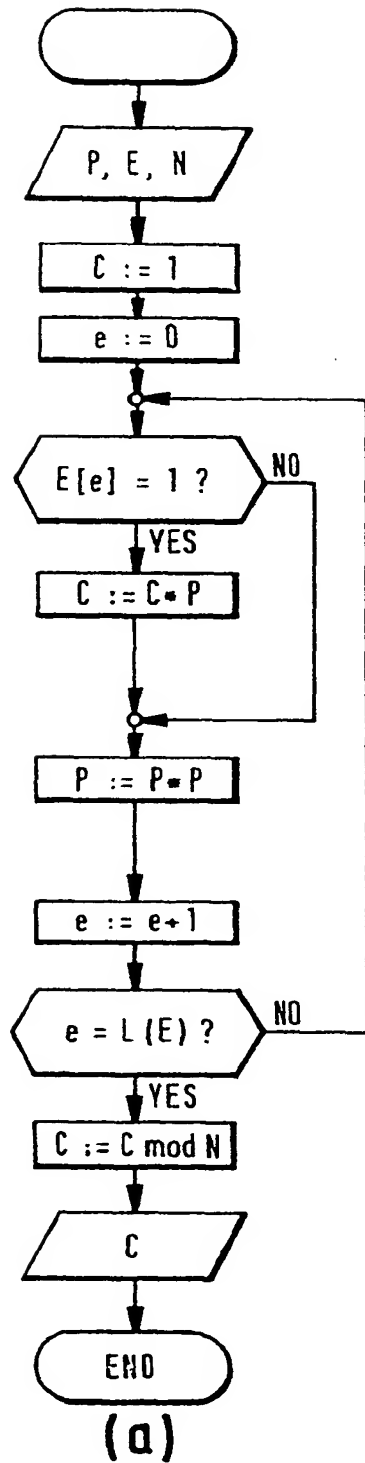 P, E, N
C := 1
e := 0
E[e] = 1 ?
NO
YES
C := C * P
P := P * P
e := e+1
e = L(E) ?
NO
YES
C := C mod N
C
END
(a)